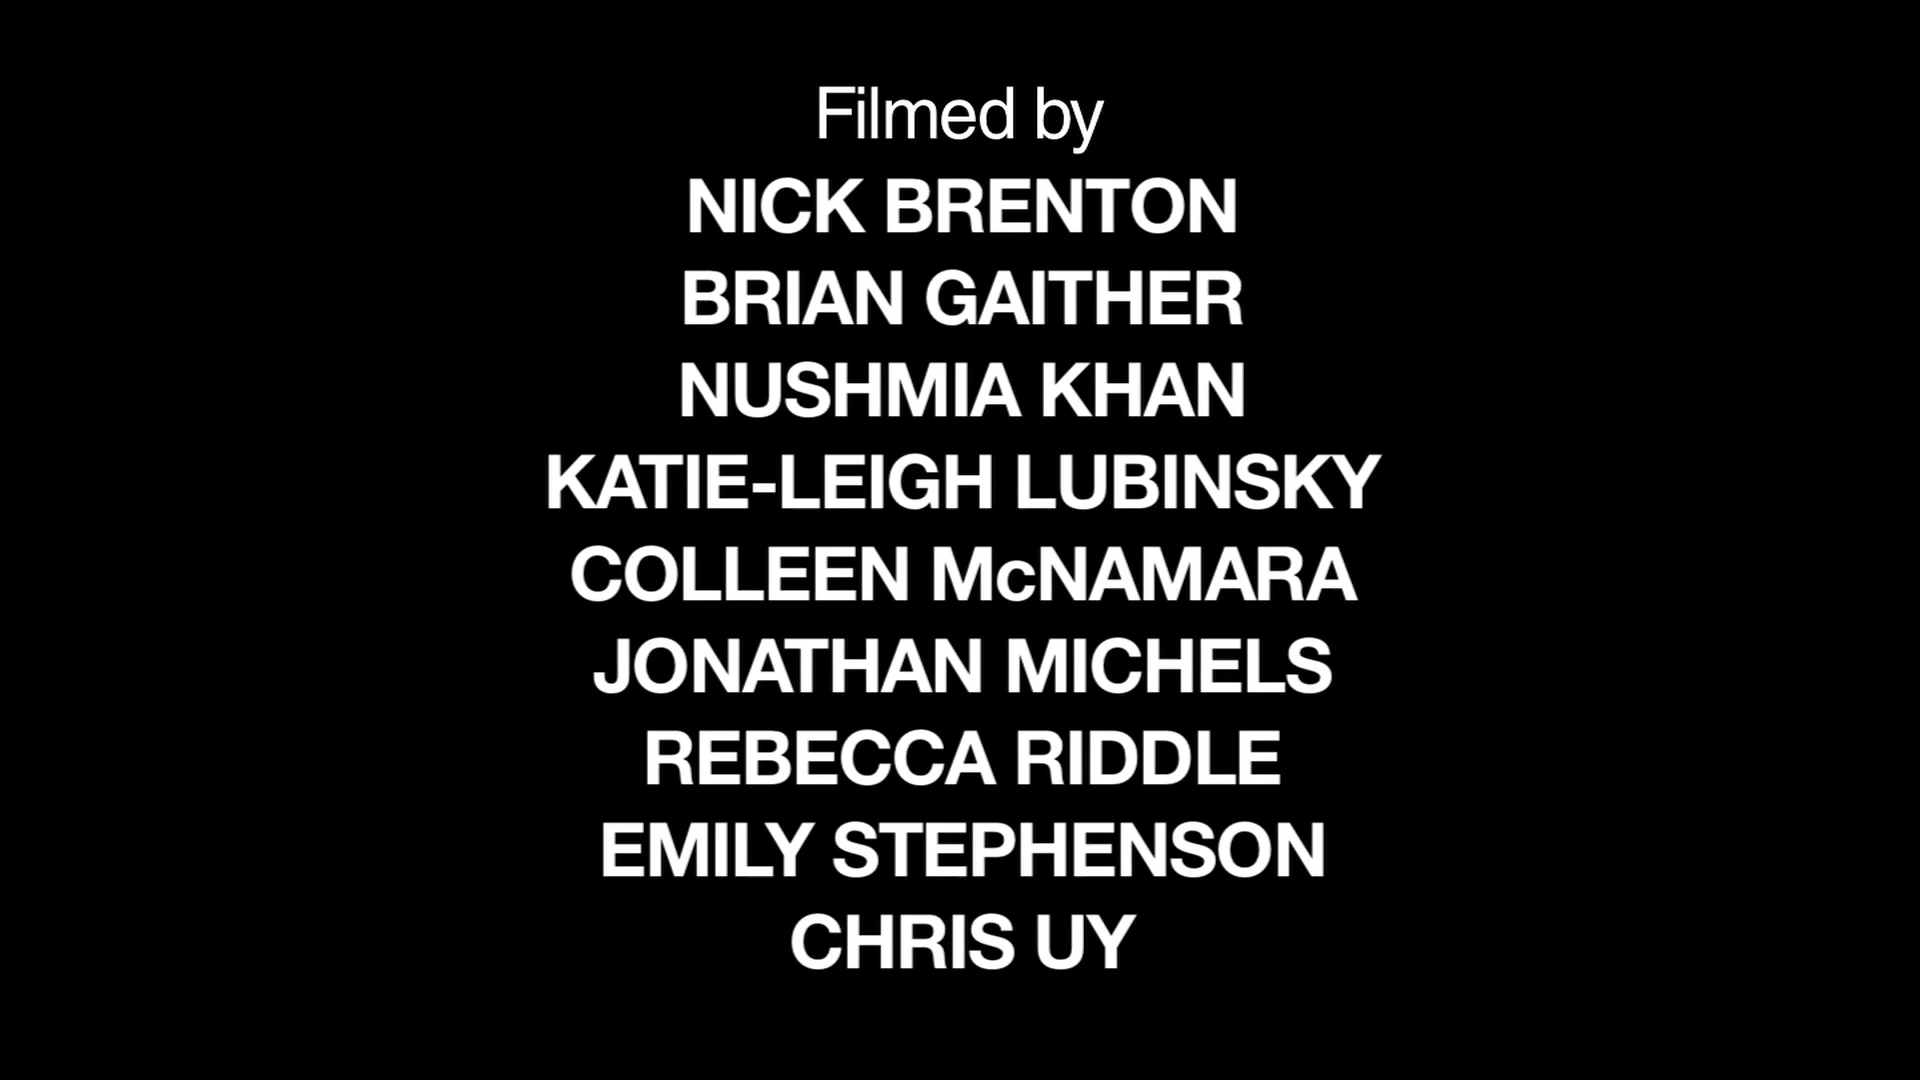 Filmed by
NICK BRENTON
BRIAN GAITHER
NUSHMIA KHAN
KATIE-LEIGH LUBINSKY
COLLEEN McNAMARA
JONATHAN MICHELS
REBECCA RIDDLE
EMILY STEPHENSON
CHRIS UY